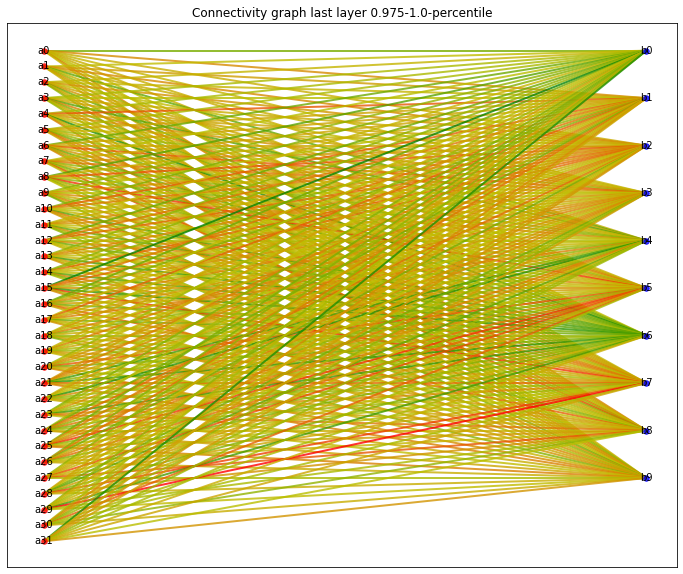 Connectivity graph last layer 0.975-1.0-percentile
a0
a1
a2
a3
a4
a5
a6
a7
a8
a9
a10
a11
a12
a13
a14
a15
a16
a17
a18
a19
a20
a21
a22
a23
a24
a25
a26
a27
a28
a29
a30
a31
b0
b1
b2
b3
b4
b5
b6
b7
b8
b9